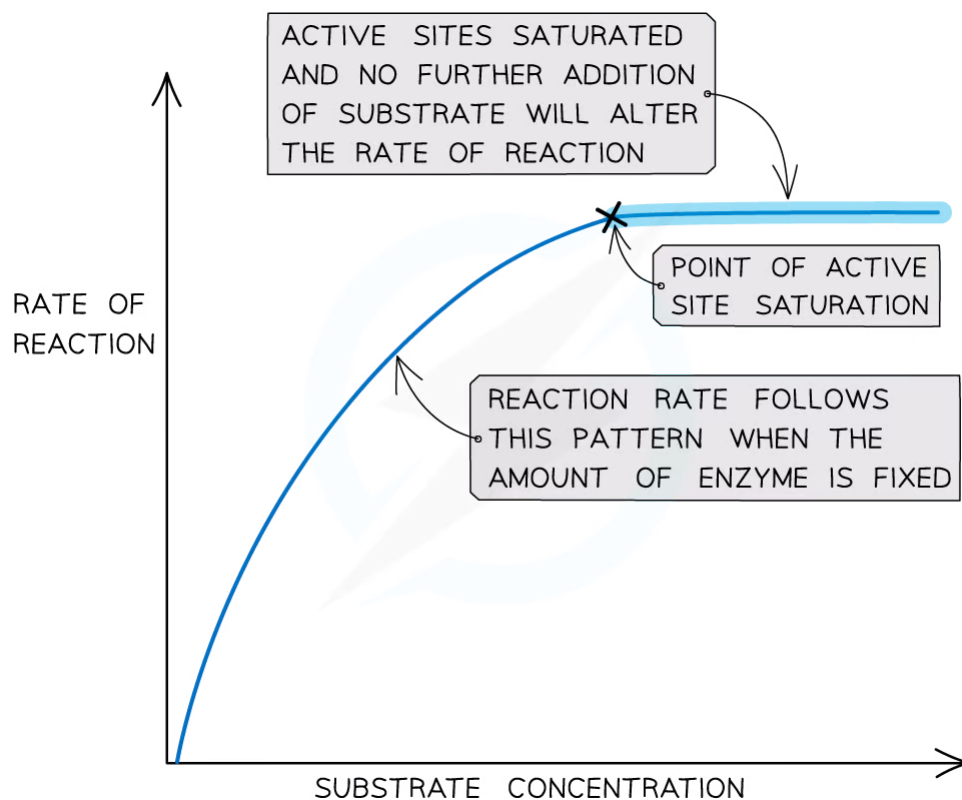 ACTIVE SITES SATURATED
AND NO FURTHER ADDITION
OF SUBSTRATE WILL ALTER
THE RATE OF REACTION
POINT OF ACTIVE
SITE SATURATION
RATE OF
REACTION
REACTION RATE FOLLOWS
THIS PATTERN WHEN THE
AMOUNT OF ENZYME IS FIXED
SUBSTRATE CONCENTRATION